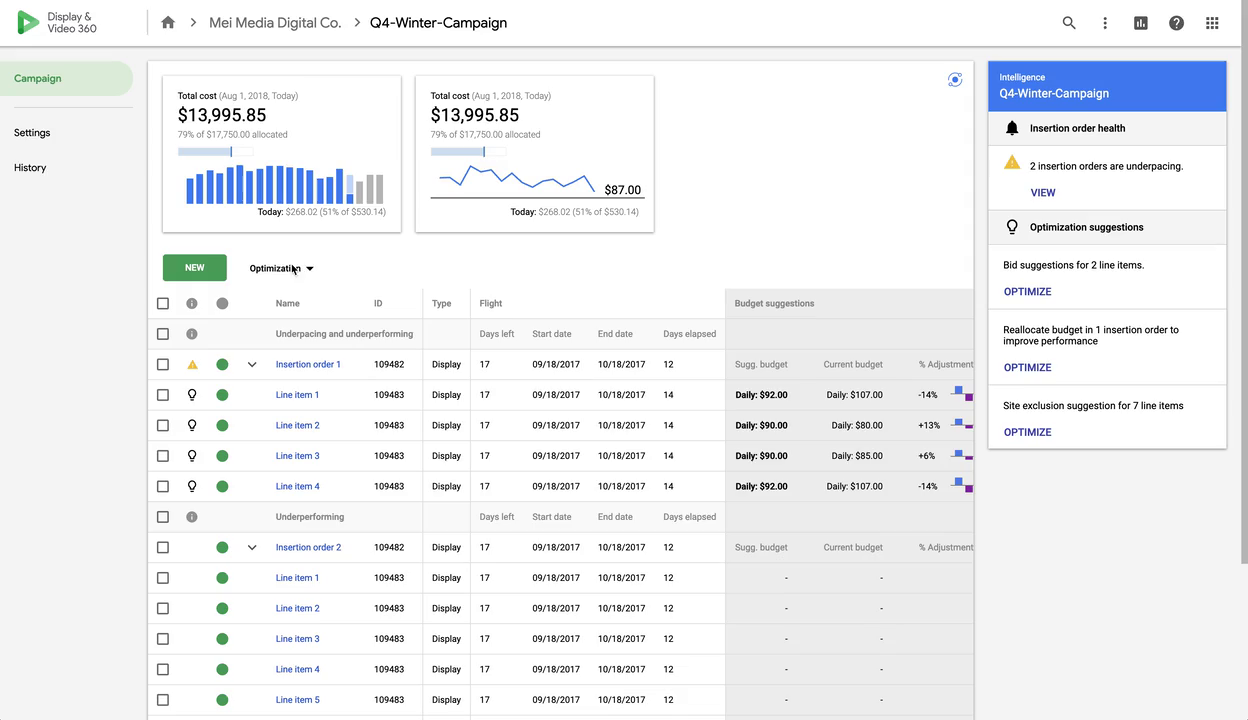 Display &
Video 360
Mei Media Digital Co.
Q4-Winter-Campaign
Campaign
Settings
History
Total cost (Aug 1, 2018, Today)
$13,995.85
79% of $17,750.00 allocated
Today: $268.02 (51% of $530.14)
Total cost (Aug 1, 2018, Today)
$13,995.85
79% of $17,750.00 allocated
$87.00
Today: $268.02 (51% of $530.14)
NEW
Optimization
Name ID Type Flight Budget suggestions
Underpacing and underperforming Days left Start date End date Days elapsed
Insertion order 1 109482 Display 17 09/18/2017 10/18/2017 12 Sugg. budget Current budget % Adjustment
Line item 1 109483 Display 17 09/18/2017 10/18/2017 14 Daily: $92.00 Daily: $107.00 -14%
Line item 2 109483 Display 17 09/18/2017 10/18/2017 14 Daily: $90.00 Daily: $80.00 +13%
Line item 3 109483 Display 17 09/18/2017 10/18/2017 14 Daily: $90.00 Daily: $85.00 +6%
Line item 4 109483 Display 17 09/18/2017 10/18/2017 14 Daily: $92.00 Daily: $107.00 -14%
Underperforming Days left Start date End date Days elapsed
Insertion order 2 109482 Display 17 09/18/2017 10/18/2017 12 Sugg. budget Current budget % Adjustment
Line item 1 109483 Display 17 09/18/2017 10/18/2017 12 - -
Line item 2 109483 Display 17 09/18/2017 10/18/2017 12 - -
Line item 3 109483 Display 17 09/18/2017 10/18/2017 12 - -
Line item 4 109483 Display 17 09/18/2017 10/18/2017 12 - -
Line item 5 109483 Display 17 09/18/2017 10/18/2017 12 - -
Intelligence
Q4-Winter-Campaign
Insertion order health
2 insertion orders are underpacing.
VIEW
Optimization suggestions
Bid suggestions for 2 line items.
OPTIMIZE
Reallocate budget in 1 insertion order to
improve performance
OPTIMIZE
Site exclusion suggestion for 7 line items
OPTIMIZE